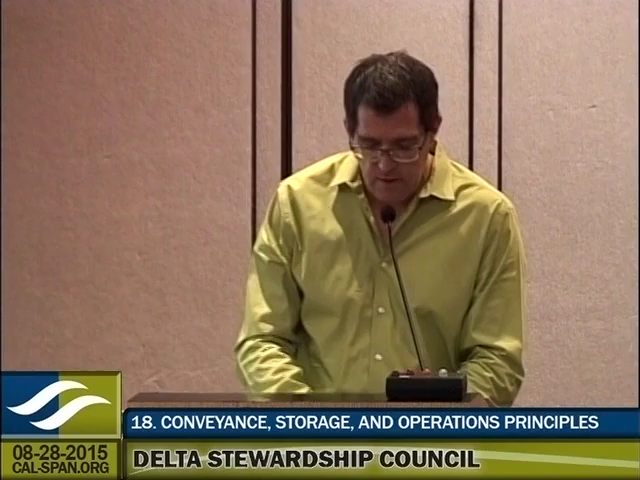 18. CONVEYANCE, STORAGE, AND OPERATIONS PRINCIPLES
08-28-2015
CAL-SPAN.ORG
DELTA STEWARDSHIP COUNCIL